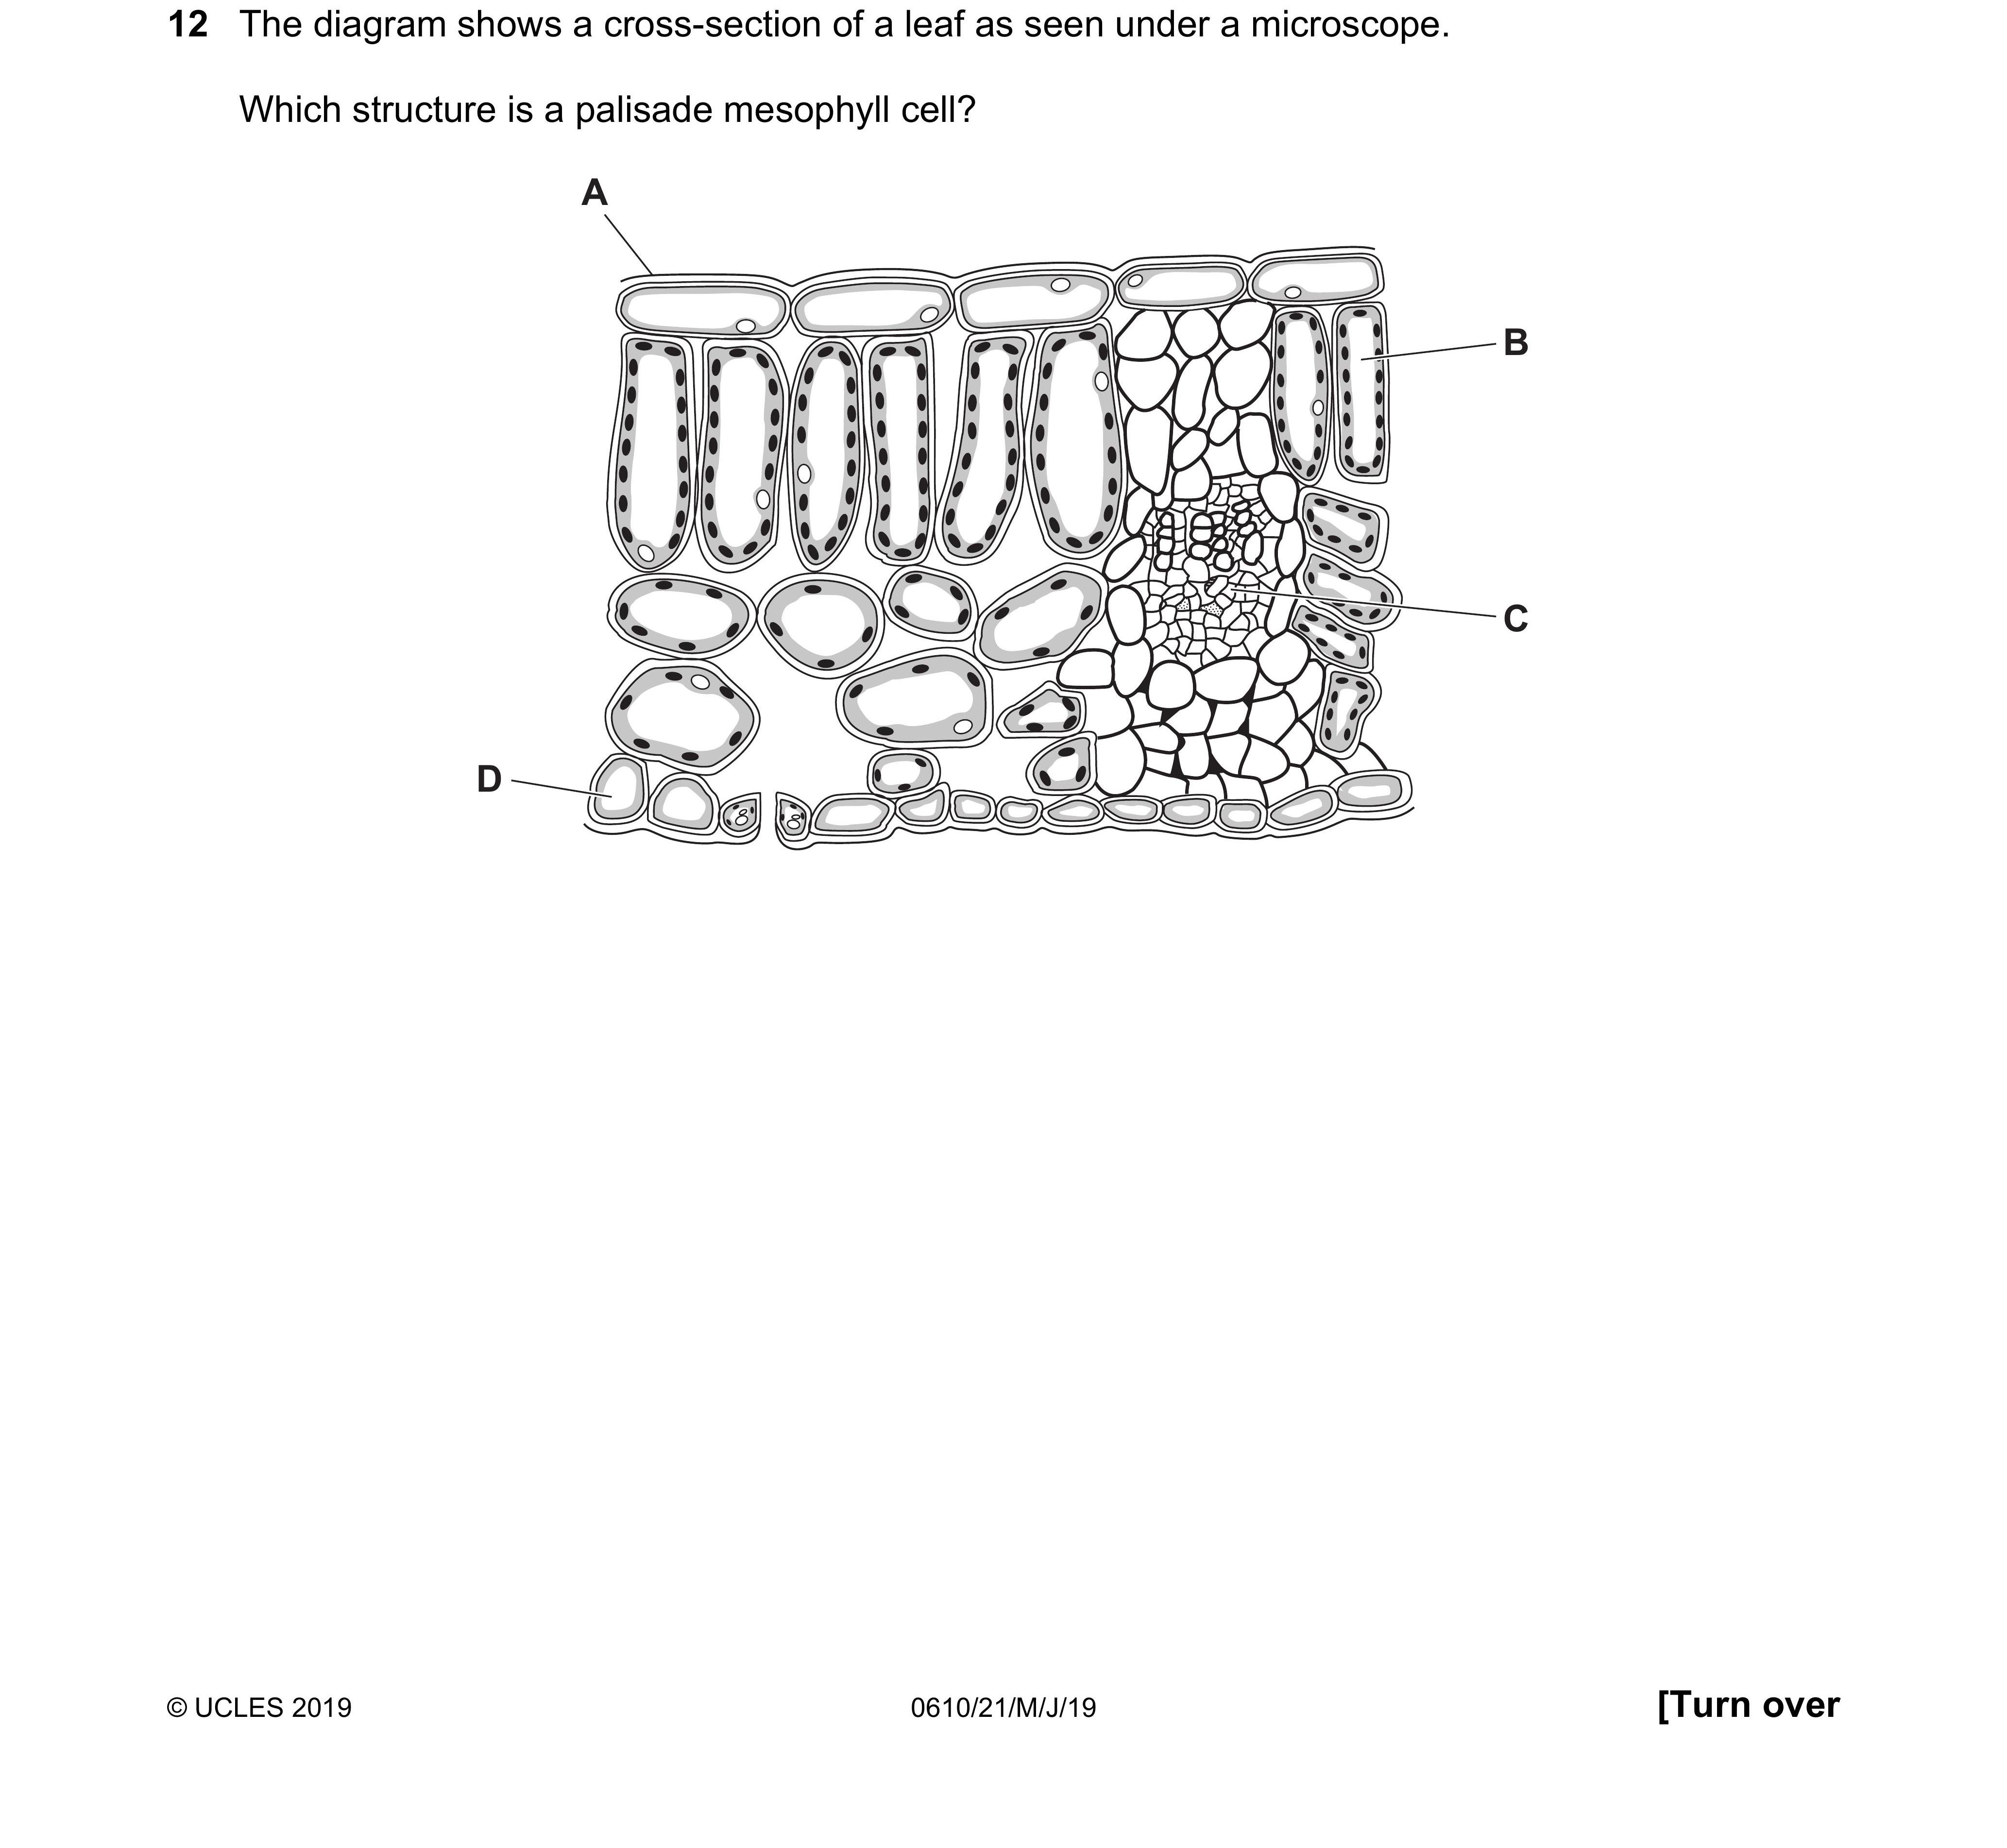 12 The diagram shows a cross-section of a leaf as seen under a microscope.
Which structure is a palisade mesophyll cell?
A
B
C
D
© UCLES 2019 0610/21/M/J/19 [Turn over